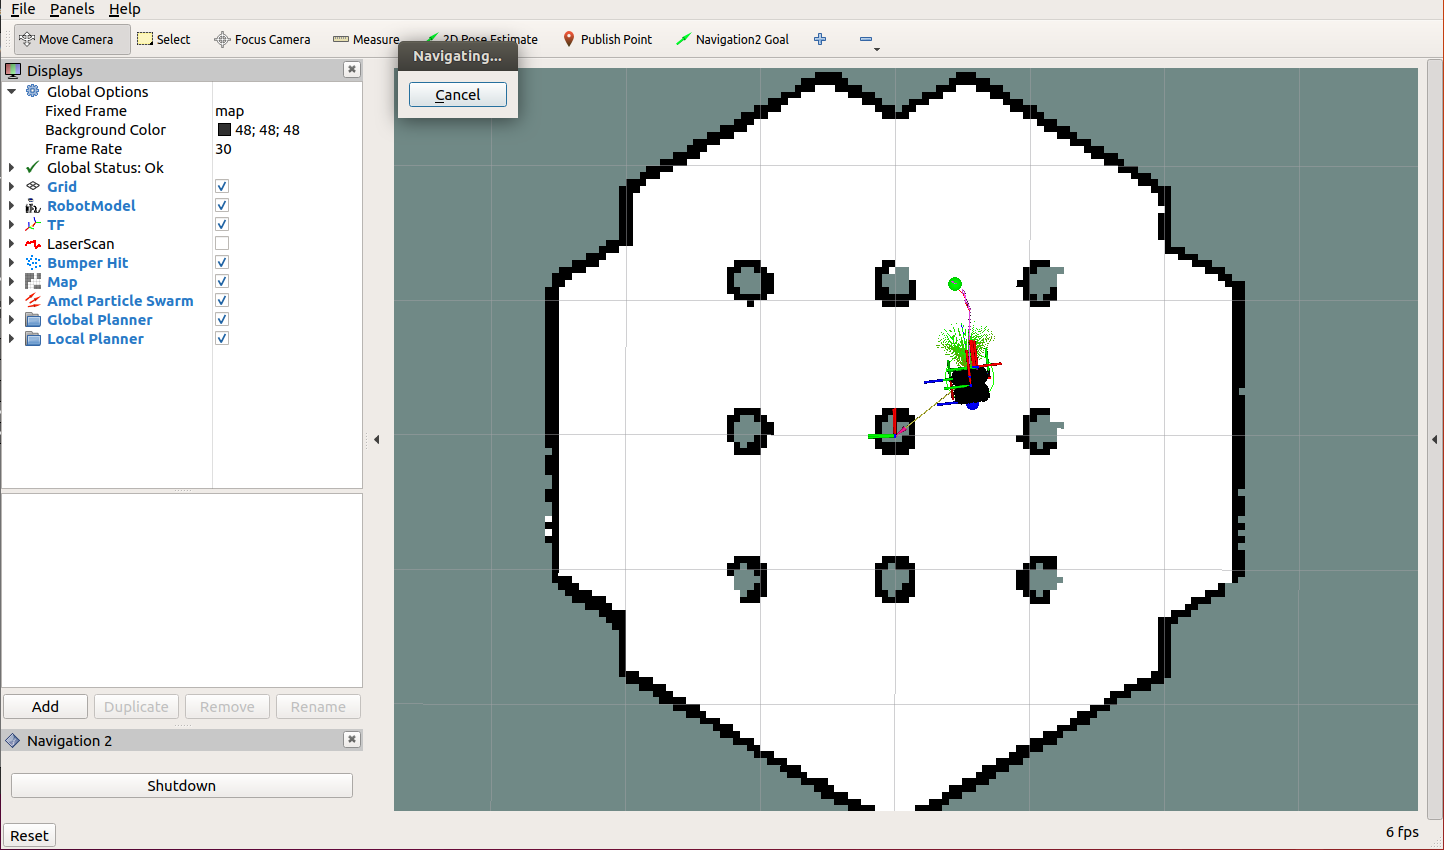 File Panels Help
Move Camera Select Focus Camera Measure 2D Pose Estimate Publish Point Navigation2 Goal
Navigating...
Cancel
Displays
Global Options
Fixed Frame map
Background Color 48; 48; 48
Frame Rate 30
Global Status: Ok
Grid
RobotModel
TF
LaserScan
Bumper Hit
Map
Amcl Particle Swarm
Global Planner
Local Planner
Add Duplicate Remove Rename
Navigation 2
Shutdown
Reset
6 fps